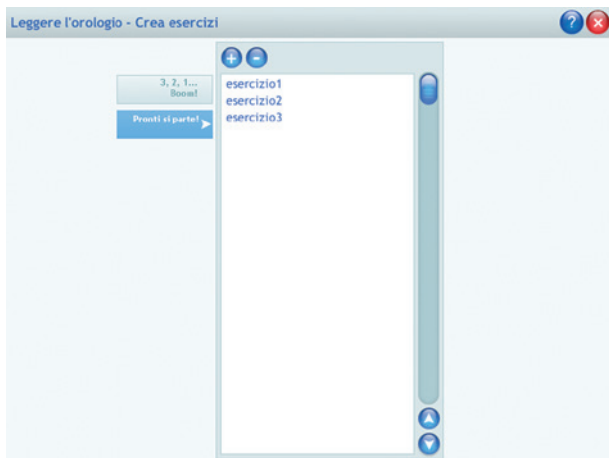 Leggere l'orologio - Crea esercizi
?
3, 2, 1...
Boom!
Pronti si parte!
esercizio1
esercizio2
esercizio3